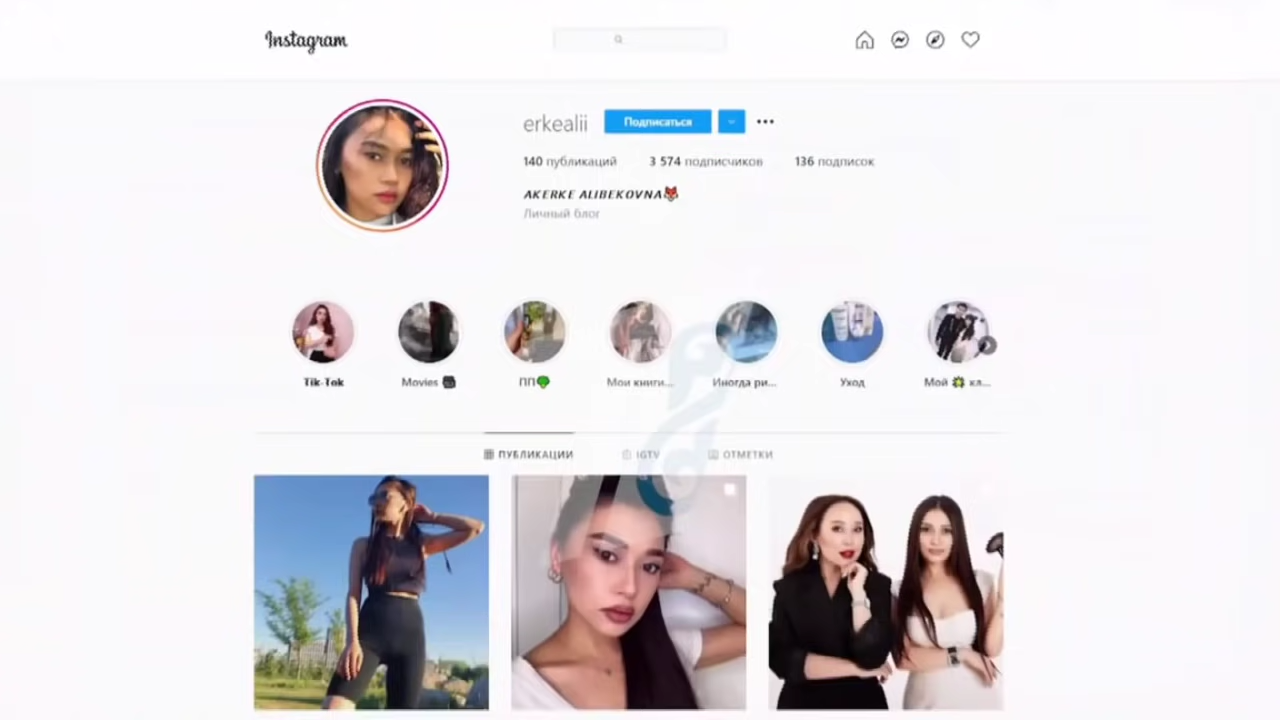 Instagram
erkealii Подписаться
140 публикаций 3 574 подписчиков 136 подписок
AKERKE ALIBEKOVNA🦊
Личный блог
Tik-Tok Movies ПП🥦 Мои книги... Иногда ри... Уход Мой кл...
ПУБЛИКАЦИИ IGTV ОТМЕТКИ